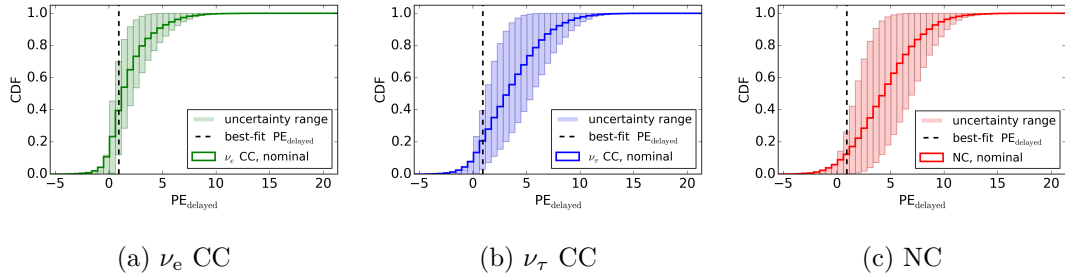 1.0
0.8
0.6
0.4
0.2
0.0
CDF
−5 0 5 10 15 20
PE_delayed
uncertainty range
best-fit PE_delayed
ν_e CC, nominal
(a) ν_e CC
1.0
0.8
0.6
0.4
0.2
0.0
CDF
−5 0 5 10 15 20
PE_delayed
uncertainty range
best-fit PE_delayed
ν_τ CC, nominal
(b) ν_τ CC
1.0
0.8
0.6
0.4
0.2
0.0
CDF
−5 0 5 10 15 20
PE_delayed
uncertainty range
best-fit PE_delayed
NC, nominal
(c) NC